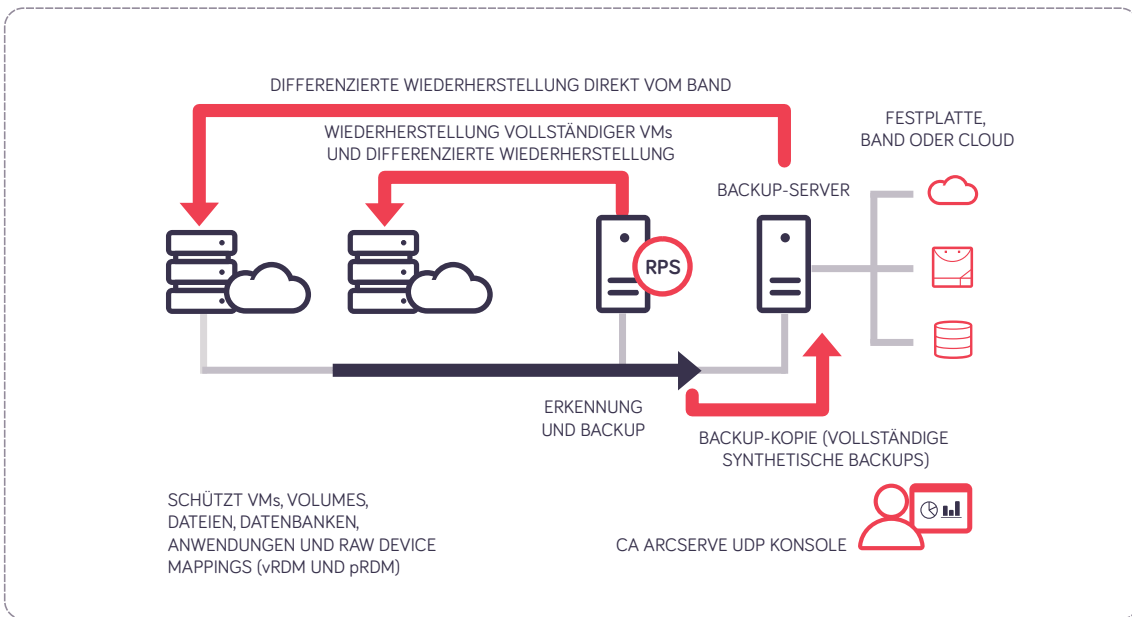 DIFFERENZIERTE WIEDERHERSTELLUNG DIREKT VOM BAND
WIEDERHERSTELLUNG VOLLSTÄNDIGER VMs
UND DIFFERENZIERTE WIEDERHERSTELLUNG
FESTPLATTE,
BAND ODER CLOUD
BACKUP-SERVER
RPS
ERKENNUNG
UND BACKUP
BACKUP-KOPIE (VOLLSTÄNDIGE
SYNTHETISCHE BACKUPS)
SCHÜTZT VMs, VOLUMES,
DATEIEN, DATENBANKEN,
ANWENDUNGEN UND RAW DEVICE
MAPPINGS (vRDM UND pRDM)
CA ARCSERVE UDP KONSOLE